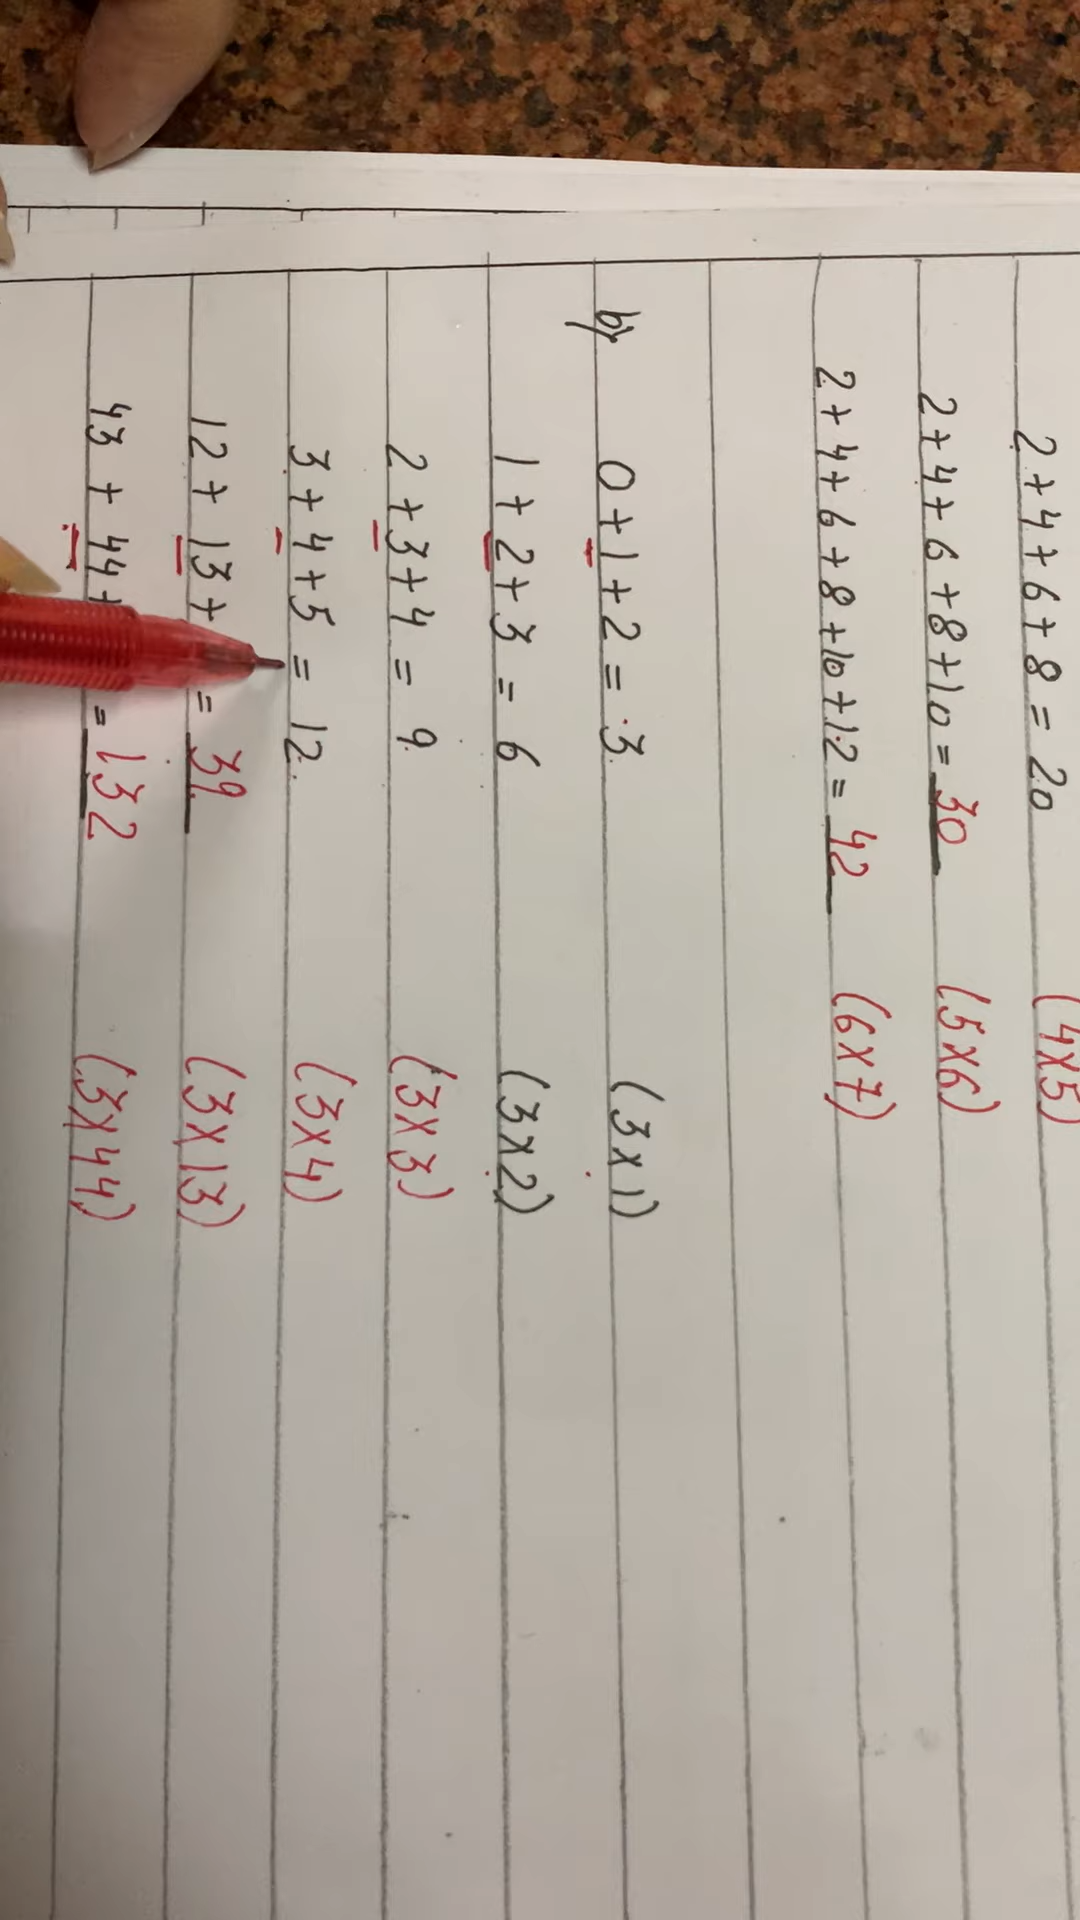 2+4+6+8 = 20 (4x5)
2+4+6+8+10 = 30 (5x6)
2+4+6+8+10+12 = 42 (6x7)
b) 0+1+2 = 3 (3x1)
1+2+3 = 6 (3x2)
2+3+4 = 9 (3x3)
3+4+5 = 12 (3x4)
12+13+ = 39 (3x13)
43 + 44+ = 132 (3x44)